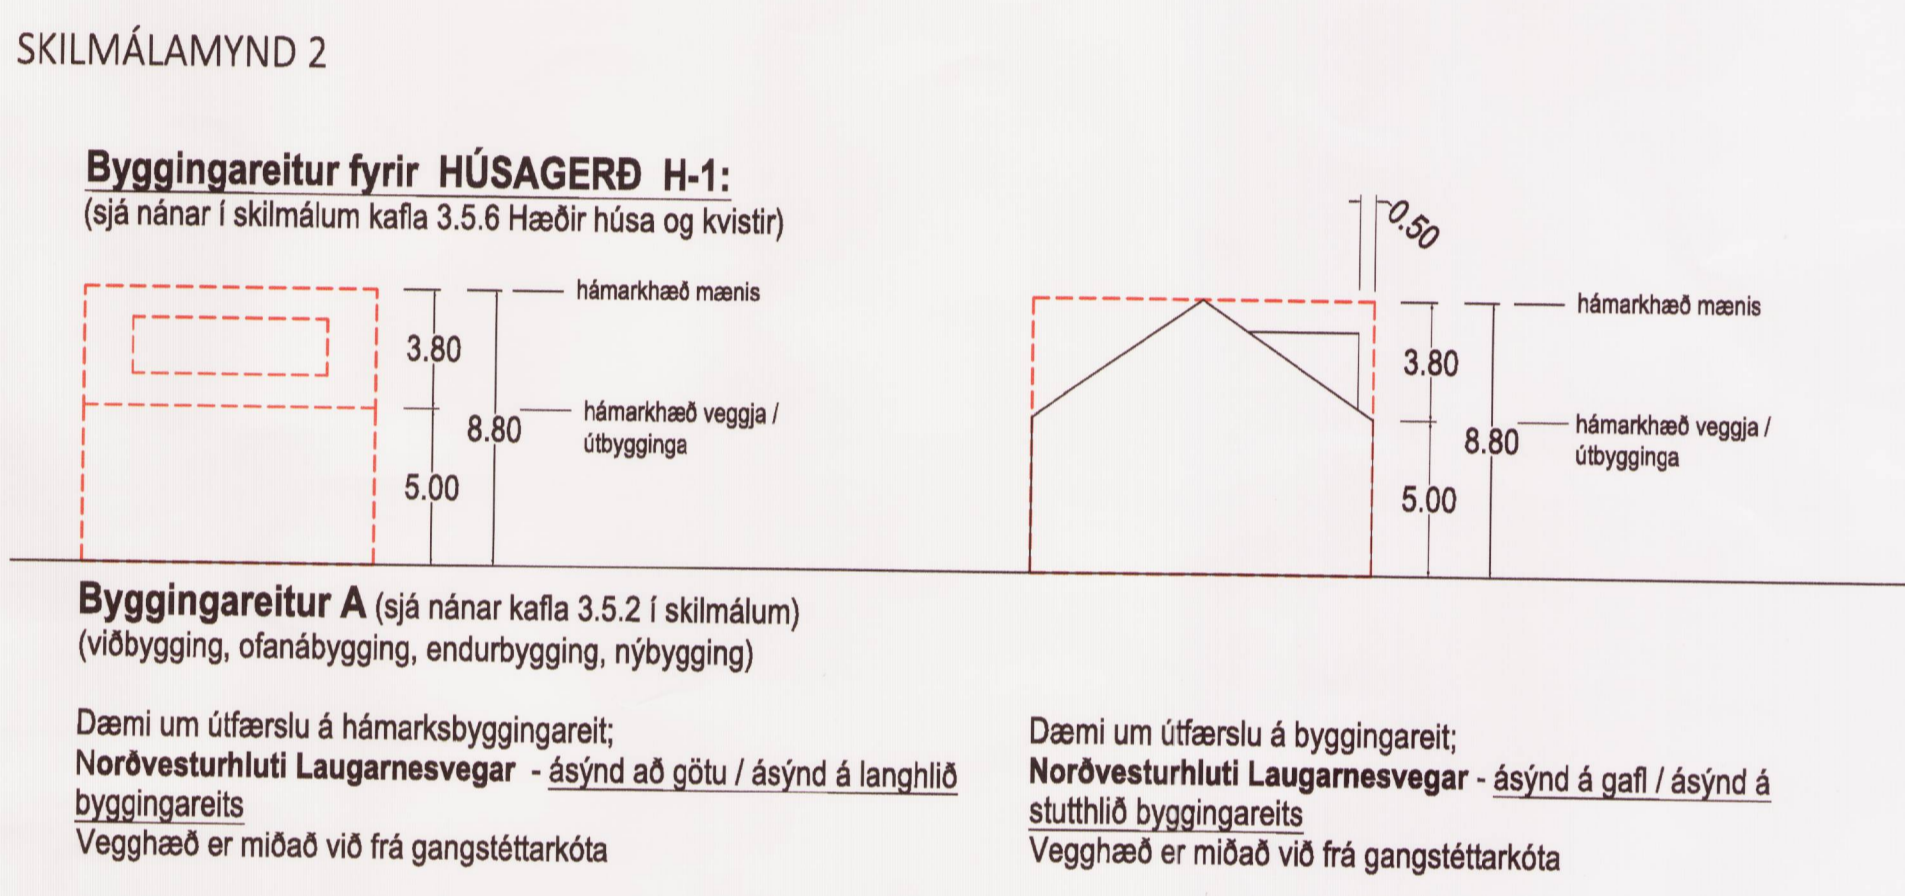 SKILMÁLAMYND 2
Byggingareitur fyrir HÚSAGERÐ H-1:
(sjá nánar í skilmálum kafla 3.5.6 Hæðir húsa og kvistir)
hámarkhæð mænis
3.80
hámarkhæð veggja /
útbygginga
8.80
5.00
0.50
hámarkhæð mænis
3.80
hámarkhæð veggja /
útbygginga
8.80
5.00
Byggingareitur A (sjá nánar kafla 3.5.2 í skilmálum)
(viðbygging, ofanábygging, endurbygging, nýbygging)
Dæmi um útfærslu á hámarksbyggingareit;
Norðvesturhluti Laugarnesvegar - ásýnd að götu / ásýnd á langhlið
byggingareits
Vegghæð er miðað við frá gangstéttarkóta
Dæmi um útfærslu á byggingareit;
Norðvesturhluti Laugarnesvegar - ásýnd á gafl / ásýnd á
stutthlið byggingareits
Vegghæð er miðað við frá gangstéttarkóta